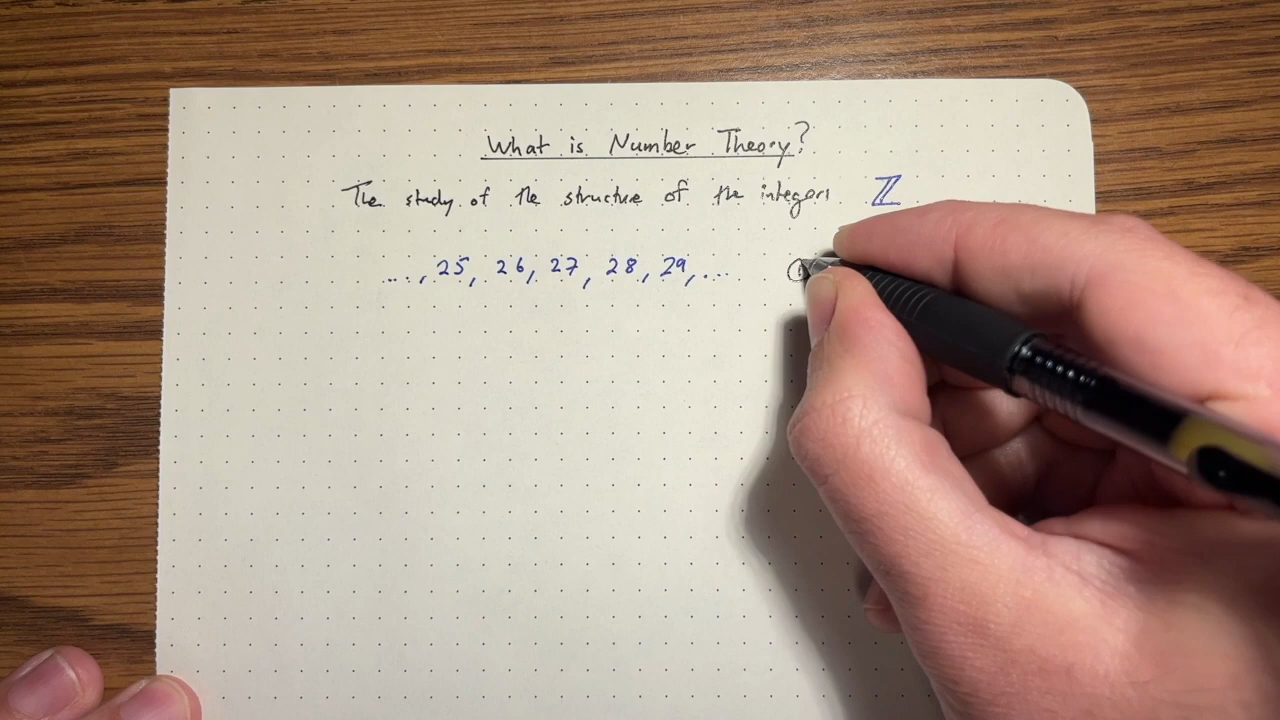 What is Number Theory?
The study of the structure of the integers ℤ
..., 25, 26, 27, 28, 29, ...